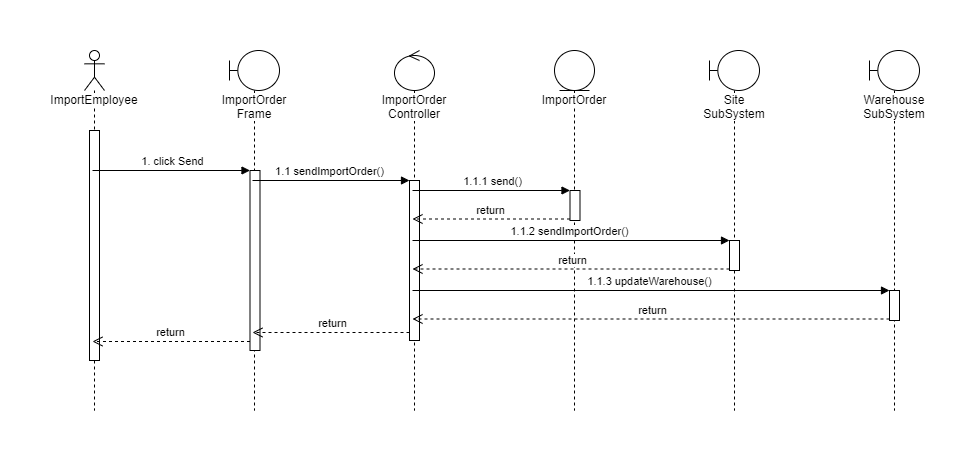 ImportEmployee
ImportOrder
Frame
ImportOrder
Controller
ImportOrder
Site
SubSystem
Warehouse
SubSystem
1. click Send
1.1 sendImportOrder()
1.1.1 send()
return
1.1.2 sendImportOrder()
return
1.1.3 updateWarehouse()
return
return
return